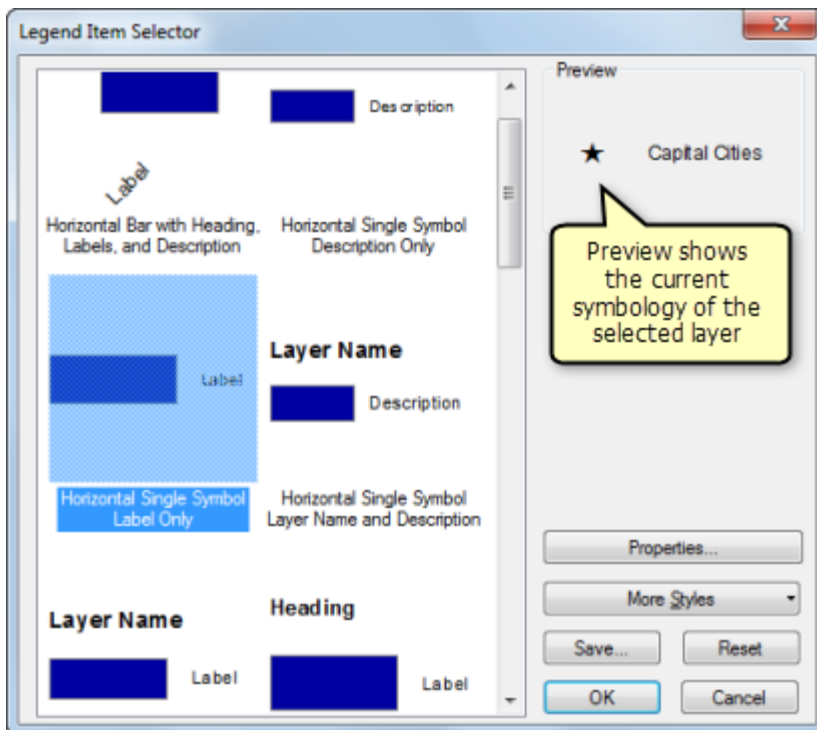 Legend Item Selector
Description
Label
Horizontal Bar with Heading,
Labels, and Description
Horizontal Single Symbol
Description Only
Label
Horizontal Single Symbol
Label Only
Layer Name
Description
Horizontal Single Symbol
Layer Name and Description
Layer Name
Label
Heading
Label
Preview
Capital Cities
Preview shows
the current
symbology of the
selected layer
Properties...
More Styles
Save...
Reset
OK
Cancel